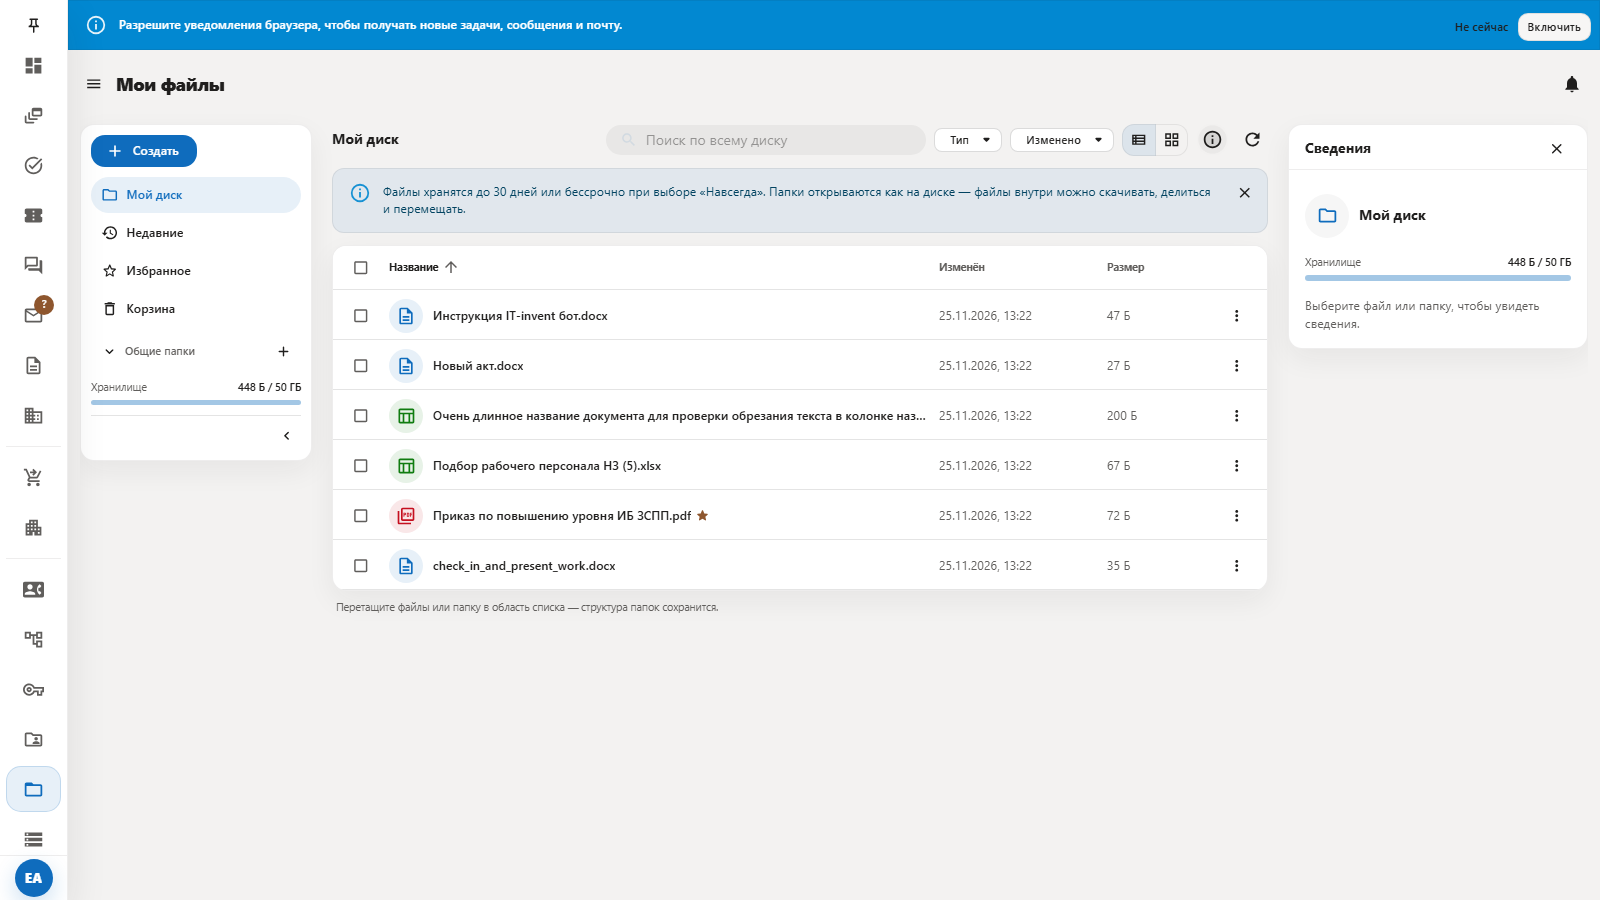 Разрешите уведомления браузера, чтобы получать новые задачи, сообщения и почту.
Не сейчас
Включить
Мои файлы
?
EA
Создать
Мой диск
Недавние
Избранное
Корзина
Общие папки
Хранилище
448 Б / 50 ГБ
Мой диск
Поиск по всему диску
Тип
Изменено
Файлы хранятся до 30 дней или бессрочно при выборе «Навсегда». Папки открываются как на диске — файлы внутри можно скачивать, делиться
и перемещать.
Название
Изменён
Размер
Инструкция IT-invent бот.docx
25.11.2026, 13:22
47 Б
Новый акт.docx
25.11.2026, 13:22
27 Б
Очень длинное название документа для проверки обрезания текста в колонке наз...
25.11.2026, 13:22
200 Б
Подбор рабочего персонала НЗ (5).xlsx
25.11.2026, 13:22
67 Б
PDF
Приказ по повышению уровня ИБ ЗСПП.pdf
25.11.2026, 13:22
72 Б
check_in_and_present_work.docx
25.11.2026, 13:22
35 Б
Перетащите файлы или папку в область списка — структура папок сохранится.
Сведения
Мой диск
Хранилище
448 Б / 50 ГБ
Выберите файл или папку, чтобы увидеть
сведения.